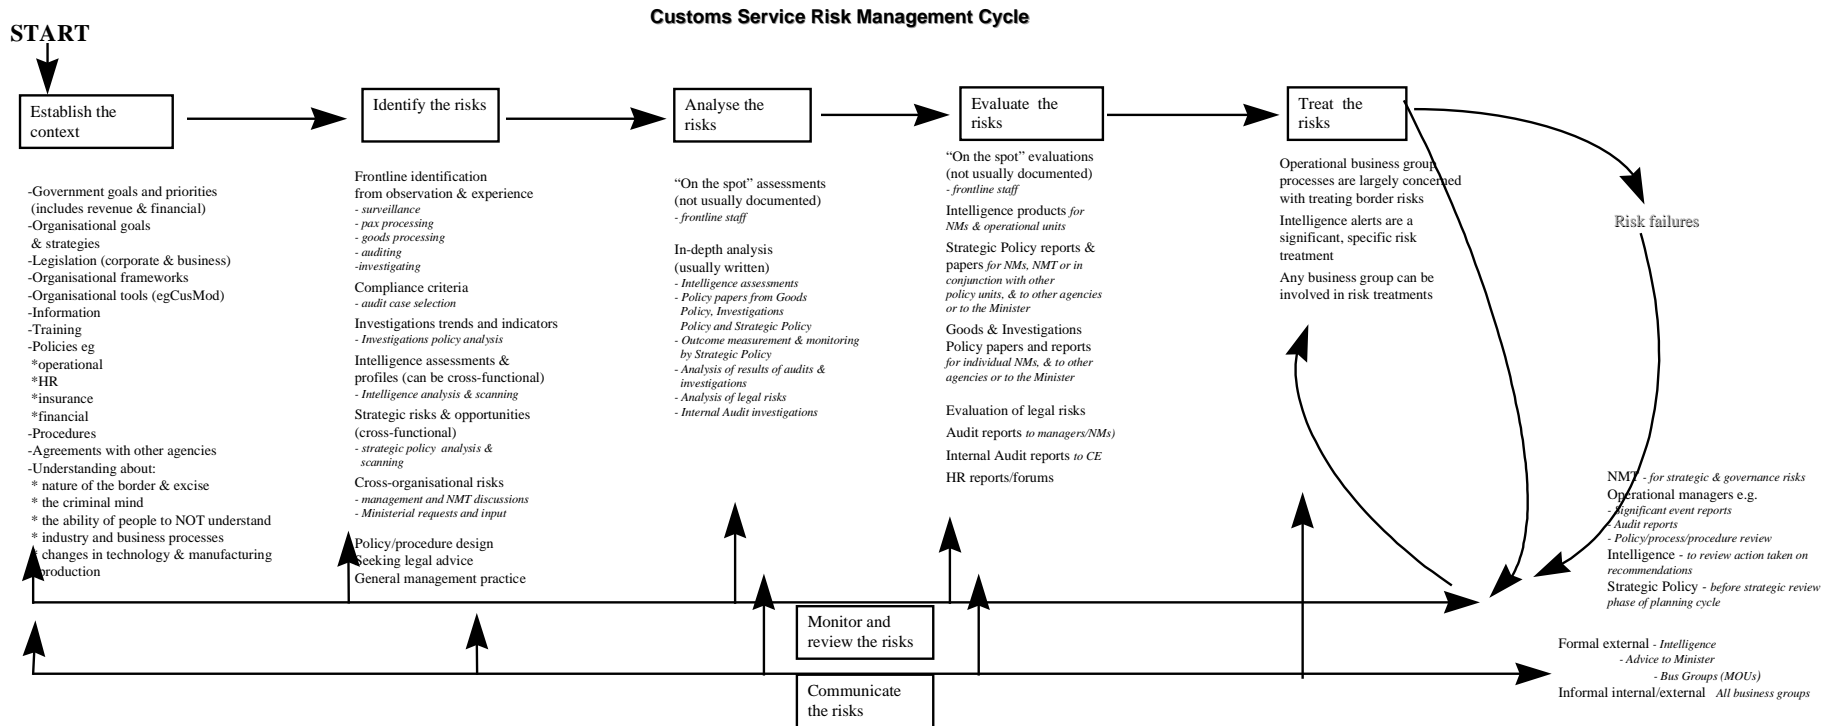 Customs Service Risk Management Cycle
START
Establish the
context
-Government goals and priorities
(includes revenue & financial)
-Organisational goals
& strategies
-Legislation (corporate & business)
-Organisational frameworks
-Organisational tools (egCusMod)
-Information
-Training
-Policies eg
*operational
*HR
*insurance
*financial
-Procedures
-Agreements with other agencies
-Understanding about:
* nature of the border & excise
* the criminal mind
* the ability of people to NOT understand
* industry and business processes
* changes in technology & manufacturing
production
Identify the risks
Frontline identification
from observation & experience
- surveillance
- pax processing
- goods processing
- auditing
-investigating
Compliance criteria
- audit case selection
Investigations trends and indicators
- Investigations policy analysis
Intelligence assessments &
profiles (can be cross-functional)
- Intelligence analysis & scanning
Strategic risks & opportunities
(cross-functional)
- strategic policy analysis &
scanning
Cross-organisational risks
- management and NMT discussions
- Ministerial requests and input
Policy/procedure design
Seeking legal advice
General management practice
Analyse the
risks
“On the spot” assessments
(not usually documented)
- frontline staff
In-depth analysis
(usually written)
- Intelligence assessments
- Policy papers from Goods
Policy, Investigations
Policy and Strategic Policy
- Outcome measurement & monitoring
by Strategic Policy
- Analysis of results of audits &
investigations
- Analysis of legal risks
- Internal Audit investigations
Evaluate the
risks
“On the spot” evaluations
(not usually documented)
- frontline staff
Intelligence products for
NMs & operational units
Strategic Policy reports &
papers for NMs, NMT or in
conjunction with other
policy units, & to other agencies
or to the Minister
Goods & Investigations
Policy papers and reports
for individual NMs, & to other
agencies or to the Minister
Evaluation of legal risks
Audit reports to managers/NMs)
Internal Audit reports to CE
HR reports/forums
Treat the
risks
Operational business group
processes are largely concerned
with treating border risks
Intelligence alerts are a
significant, specific risk
treatment
Any business group can be
involved in risk treatments
Risk failures
NMT - for strategic & governance risks
Operational managers e.g.
- Significant event reports
- Audit reports
- Policy/process/procedure review
Intelligence - to review action taken on
recommendations
Strategic Policy - before strategic review
phase of planning cycle
Monitor and
review the risks
Communicate
the risks
Formal external - Intelligence
- Advice to Minister
- Bus Groups (MOUs)
Informal internal/external All business groups